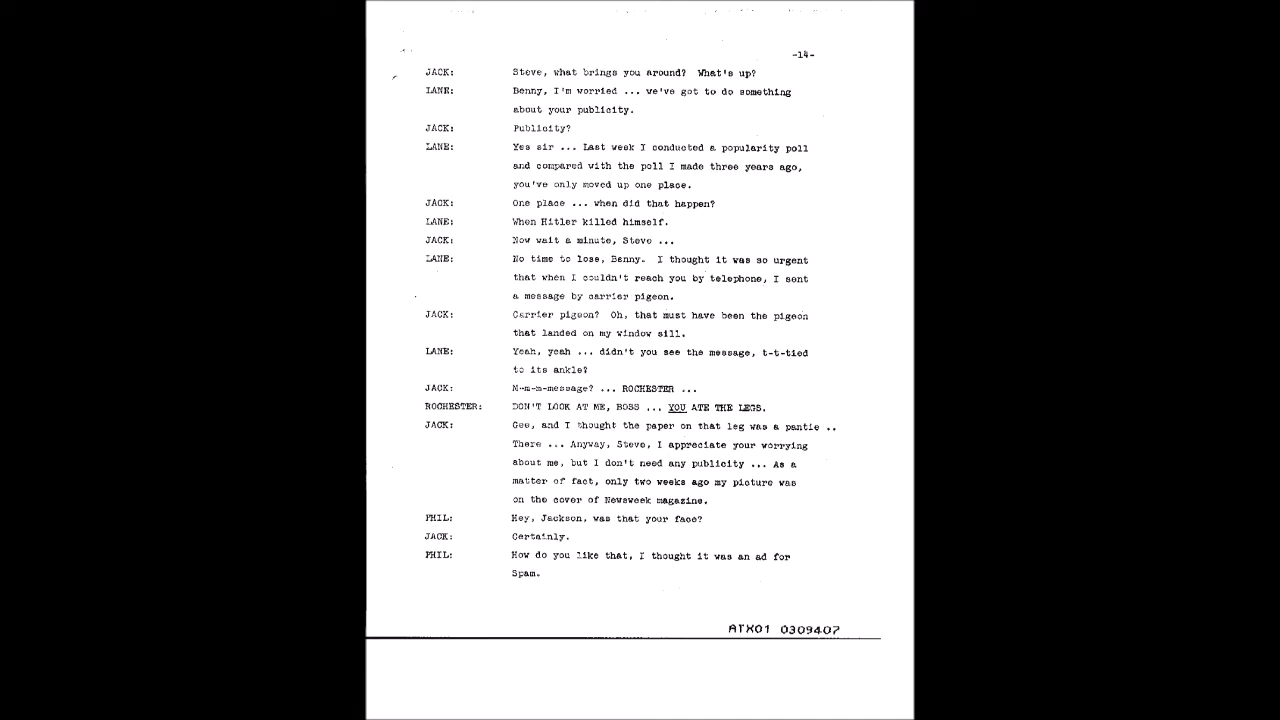 -14-
JACK: Steve, what brings you around? What's up?
LANE: Benny, I'm worried ... we've got to do something
about your publicity.
JACK: Publicity?
LANE: Yes sir ... Last week I conducted a popularity poll
and compared with the poll I made three years ago,
you've only moved up one place.
JACK: One place ... when did that happen?
LANE: When Hitler killed himself.
JACK: Now wait a minute, Steve ...
LANE: No time to lose, Benny. I thought it was so urgent
that when I couldn't reach you by telephone, I sent
a message by carrier pigeon.
JACK: Carrier pigeon? Oh, that must have been the pigeon
that landed on my window sill.
LANE: Yeah, yeah ... didn't you see the message, t-t-tied
to its ankle?
JACK: M-m-m-message? ... ROCHESTER ...
ROCHESTER: DON'T LOOK AT ME, BOSS ... YOU ATE THE LEGS.
JACK: Gee, and I thought the paper on that leg was a pantie ..
There ... Anyway, Steve, I appreciate your worrying
about me, but I don't need any publicity ... As a
matter of fact, only two weeks ago my picture was
on the cover of Newsweek magazine.
PHIL: Hey, Jackson, was that your face?
JACK: Certainly.
PHIL: How do you like that, I thought it was an ad for
Spam.
ATX01 0309407